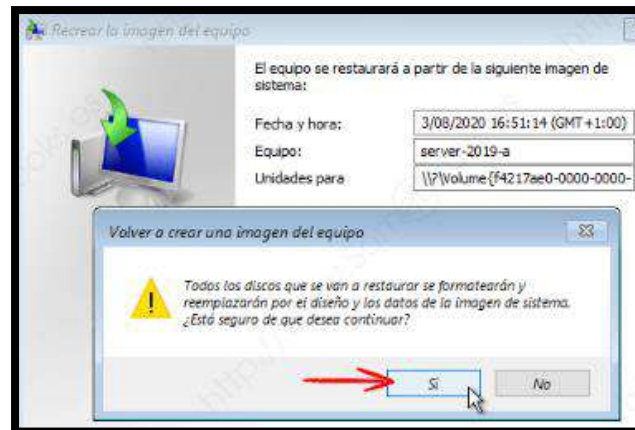 Recrear la imagen del equipo
El equipo se restaurará a partir de la siguiente imagen de
sistema:
Fecha y hora:
3/08/2020 16:51:14 (GMT+1:00)
Equipo:
server-2019-a
Unidades para
\\?\Volume{f4217ae0-0000-0000-
Volver a crear una imagen del equipo
Todos los discos que se van a restaurar se formatearán y
reemplazarán por el diseño y los datos de la imagen de sistema.
¿Está seguro de que desea continuar?
Sí
No